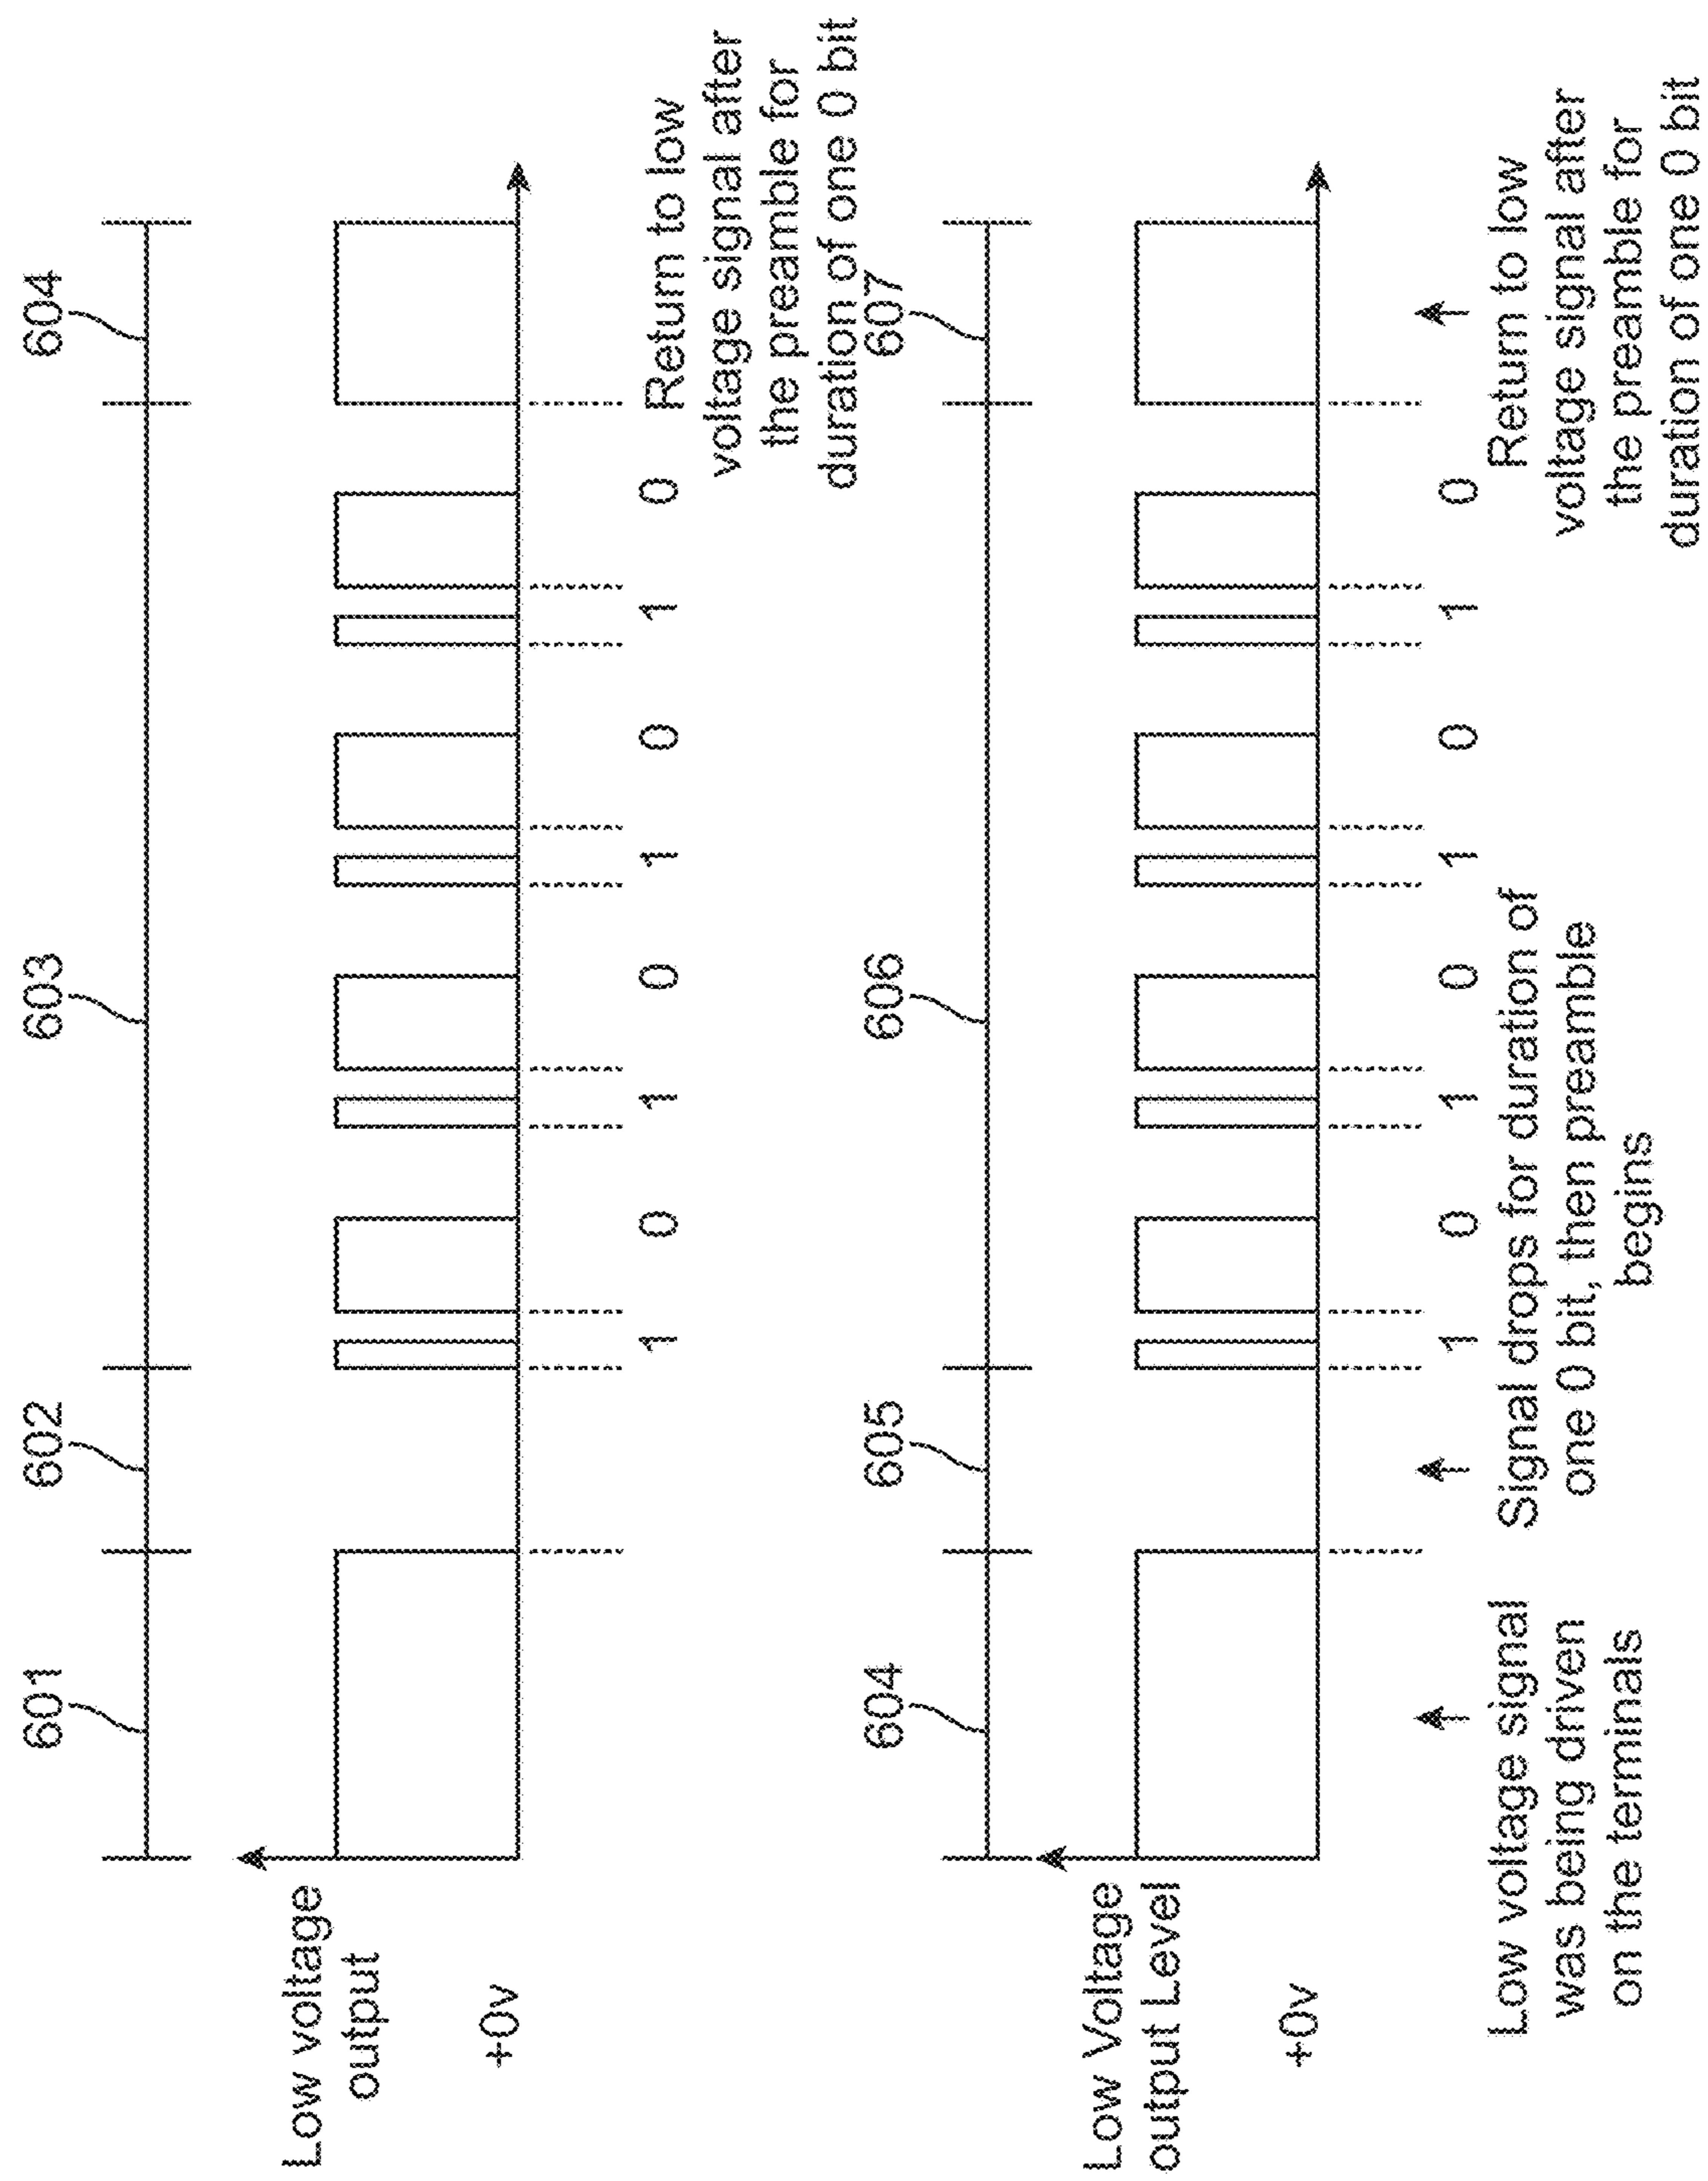 601
602
603
604
Low voltage
output
+0v
1
0
1
0
1
0
1
0
Return to low
voltage signal after
the preamble for
duration of one 0 bit
604
605
606
607
Low Voltage
output Level
+0v
1
0
1
0
1
0
1
0
Low voltage signal
was being driven
on the terminals
Signal drops for duration of
one 0 bit, then preamble
begins
Return to low
voltage signal after
the preamble for
duration of one 0 bit